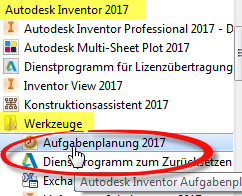 Autodesk Inventor 2017
Autodesk Inventor Professional 2017 - D
Autodesk Multi-Sheet Plot 2017
Dienstprogramm für Lizenzübertragung
Inventor View 2017
Konstruktionsassistent 2017
Werkzeuge
Aufgabenplanung 2017
Dienstprogramm zum Zurücksetzen
Excha
Autodesk Inventor Aufgabenpl